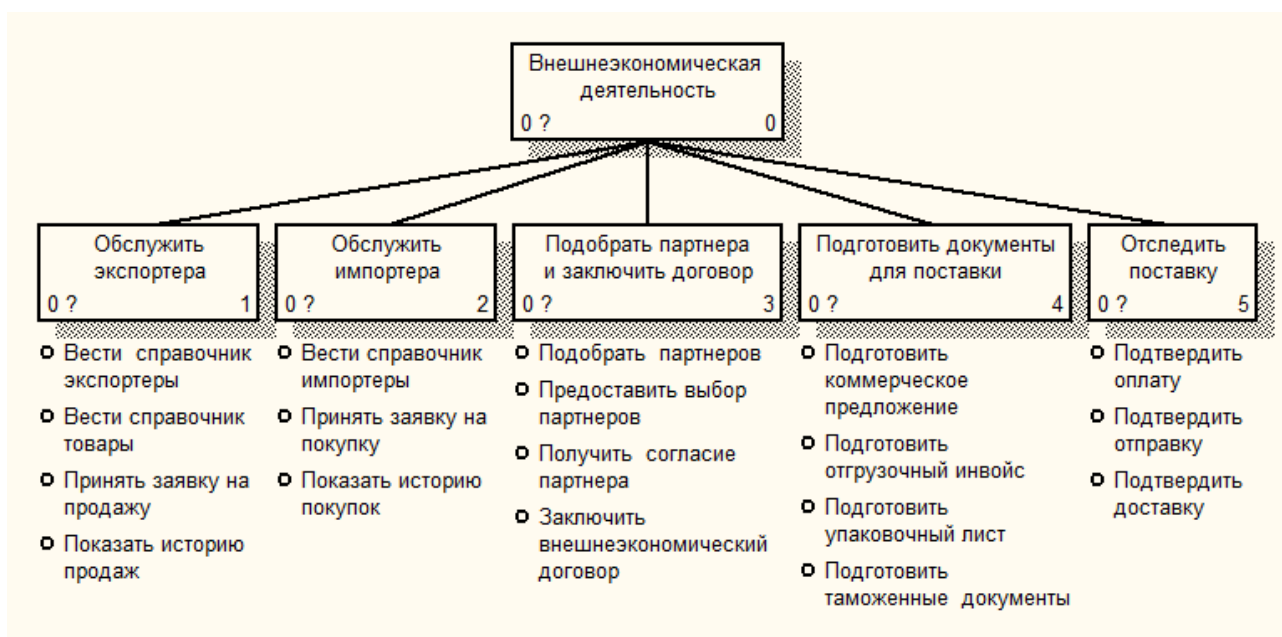 Внешнеэкономическая
деятельность
0 ? 0
Обслужить
экспортера
0 ? 1
Обслужить
импортера
0 ? 2
Подобрать партнера
и заключить договор
0 ? 3
Подготовить документы
для поставки
0 ? 4
Отследить
поставку
0 ? 5
Вести справочник
экспортеры
Вести справочник
товары
Принять заявку на
продажу
Показать историю
продаж
Вести справочник
импортеры
Принять заявку на
покупку
Показать историю
покупок
Подобрать партнеров
Предоставить выбор
партнеров
Получить согласие
партнера
Заключить
внешнеэкономический
договор
Подготовить
коммерческое
предложение
Подготовить
отгрузочный инвойс
Подготовить
упаковочный лист
Подготовить
таможенные документы
Подтвердить
оплату
Подтвердить
отправку
Подтвердить
доставку